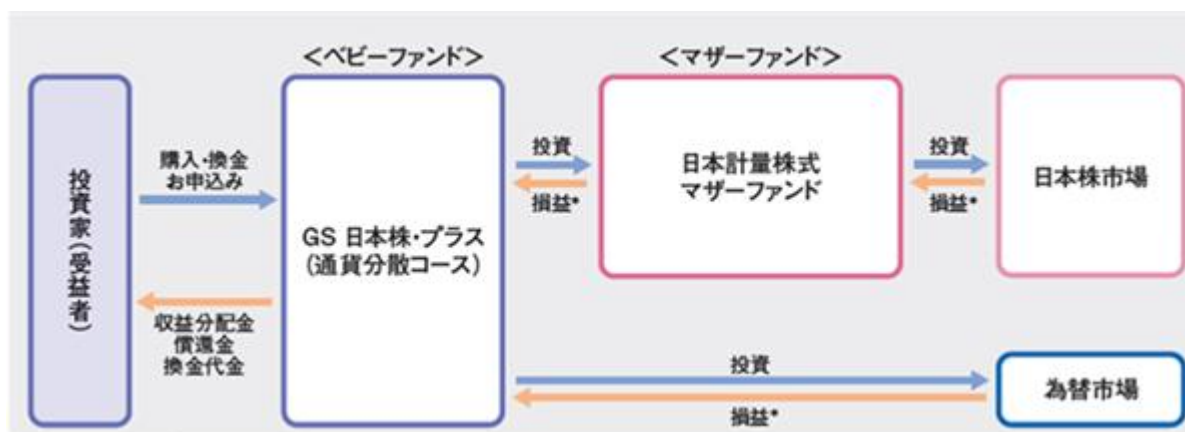 ＜ベビーファンド＞
＜マザーファンド＞
投資家(受益者)
購入・換金
お申込み
収益分配金
償還金
換金代金
GS 日本株・プラス
(通貨分散コース)
投資
損益*
日本計量株式
マザーファンド
投資
損益*
日本株市場
投資
損益*
為替市場